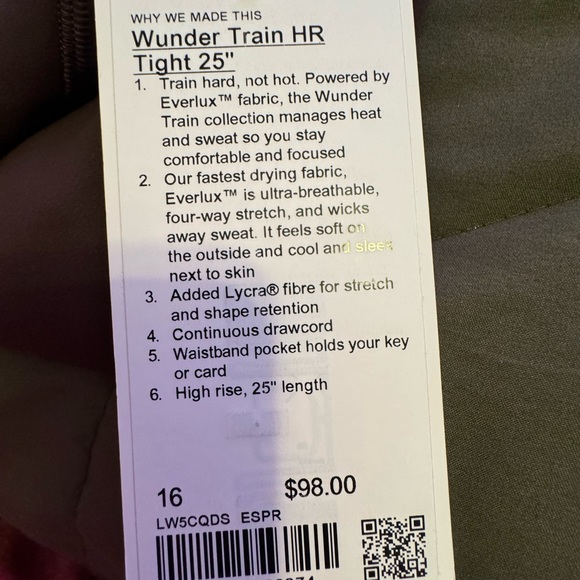 WHY WE MADE THIS
Wunder Train HR
Tight 25"
1. Train hard, not hot. Powered by
Everlux™ fabric, the Wunder
Train collection manages heat
and sweat so you stay
comfortable and focused
2. Our fastest drying fabric,
Everlux™ is ultra-breathable,
four-way stretch, and wicks
away sweat. It feels soft on
the outside and cool and sleek
next to skin
3. Added Lycra® fibre for stretch
and shape retention
4. Continuous drawcord
5. Waistband pocket holds your key
or card
6. High rise, 25" length
16 $98.00
LW5CQDS ESPR